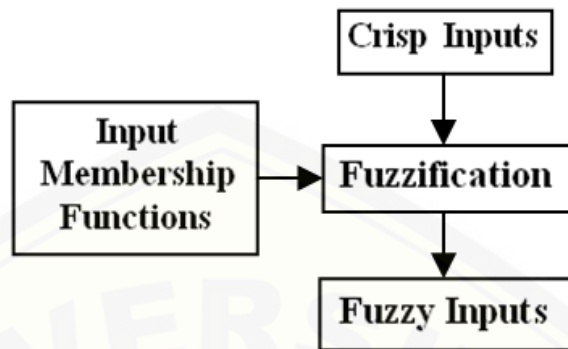 Crisp Inputs
Input
Membership
Functions
Fuzzification
Fuzzy Inputs